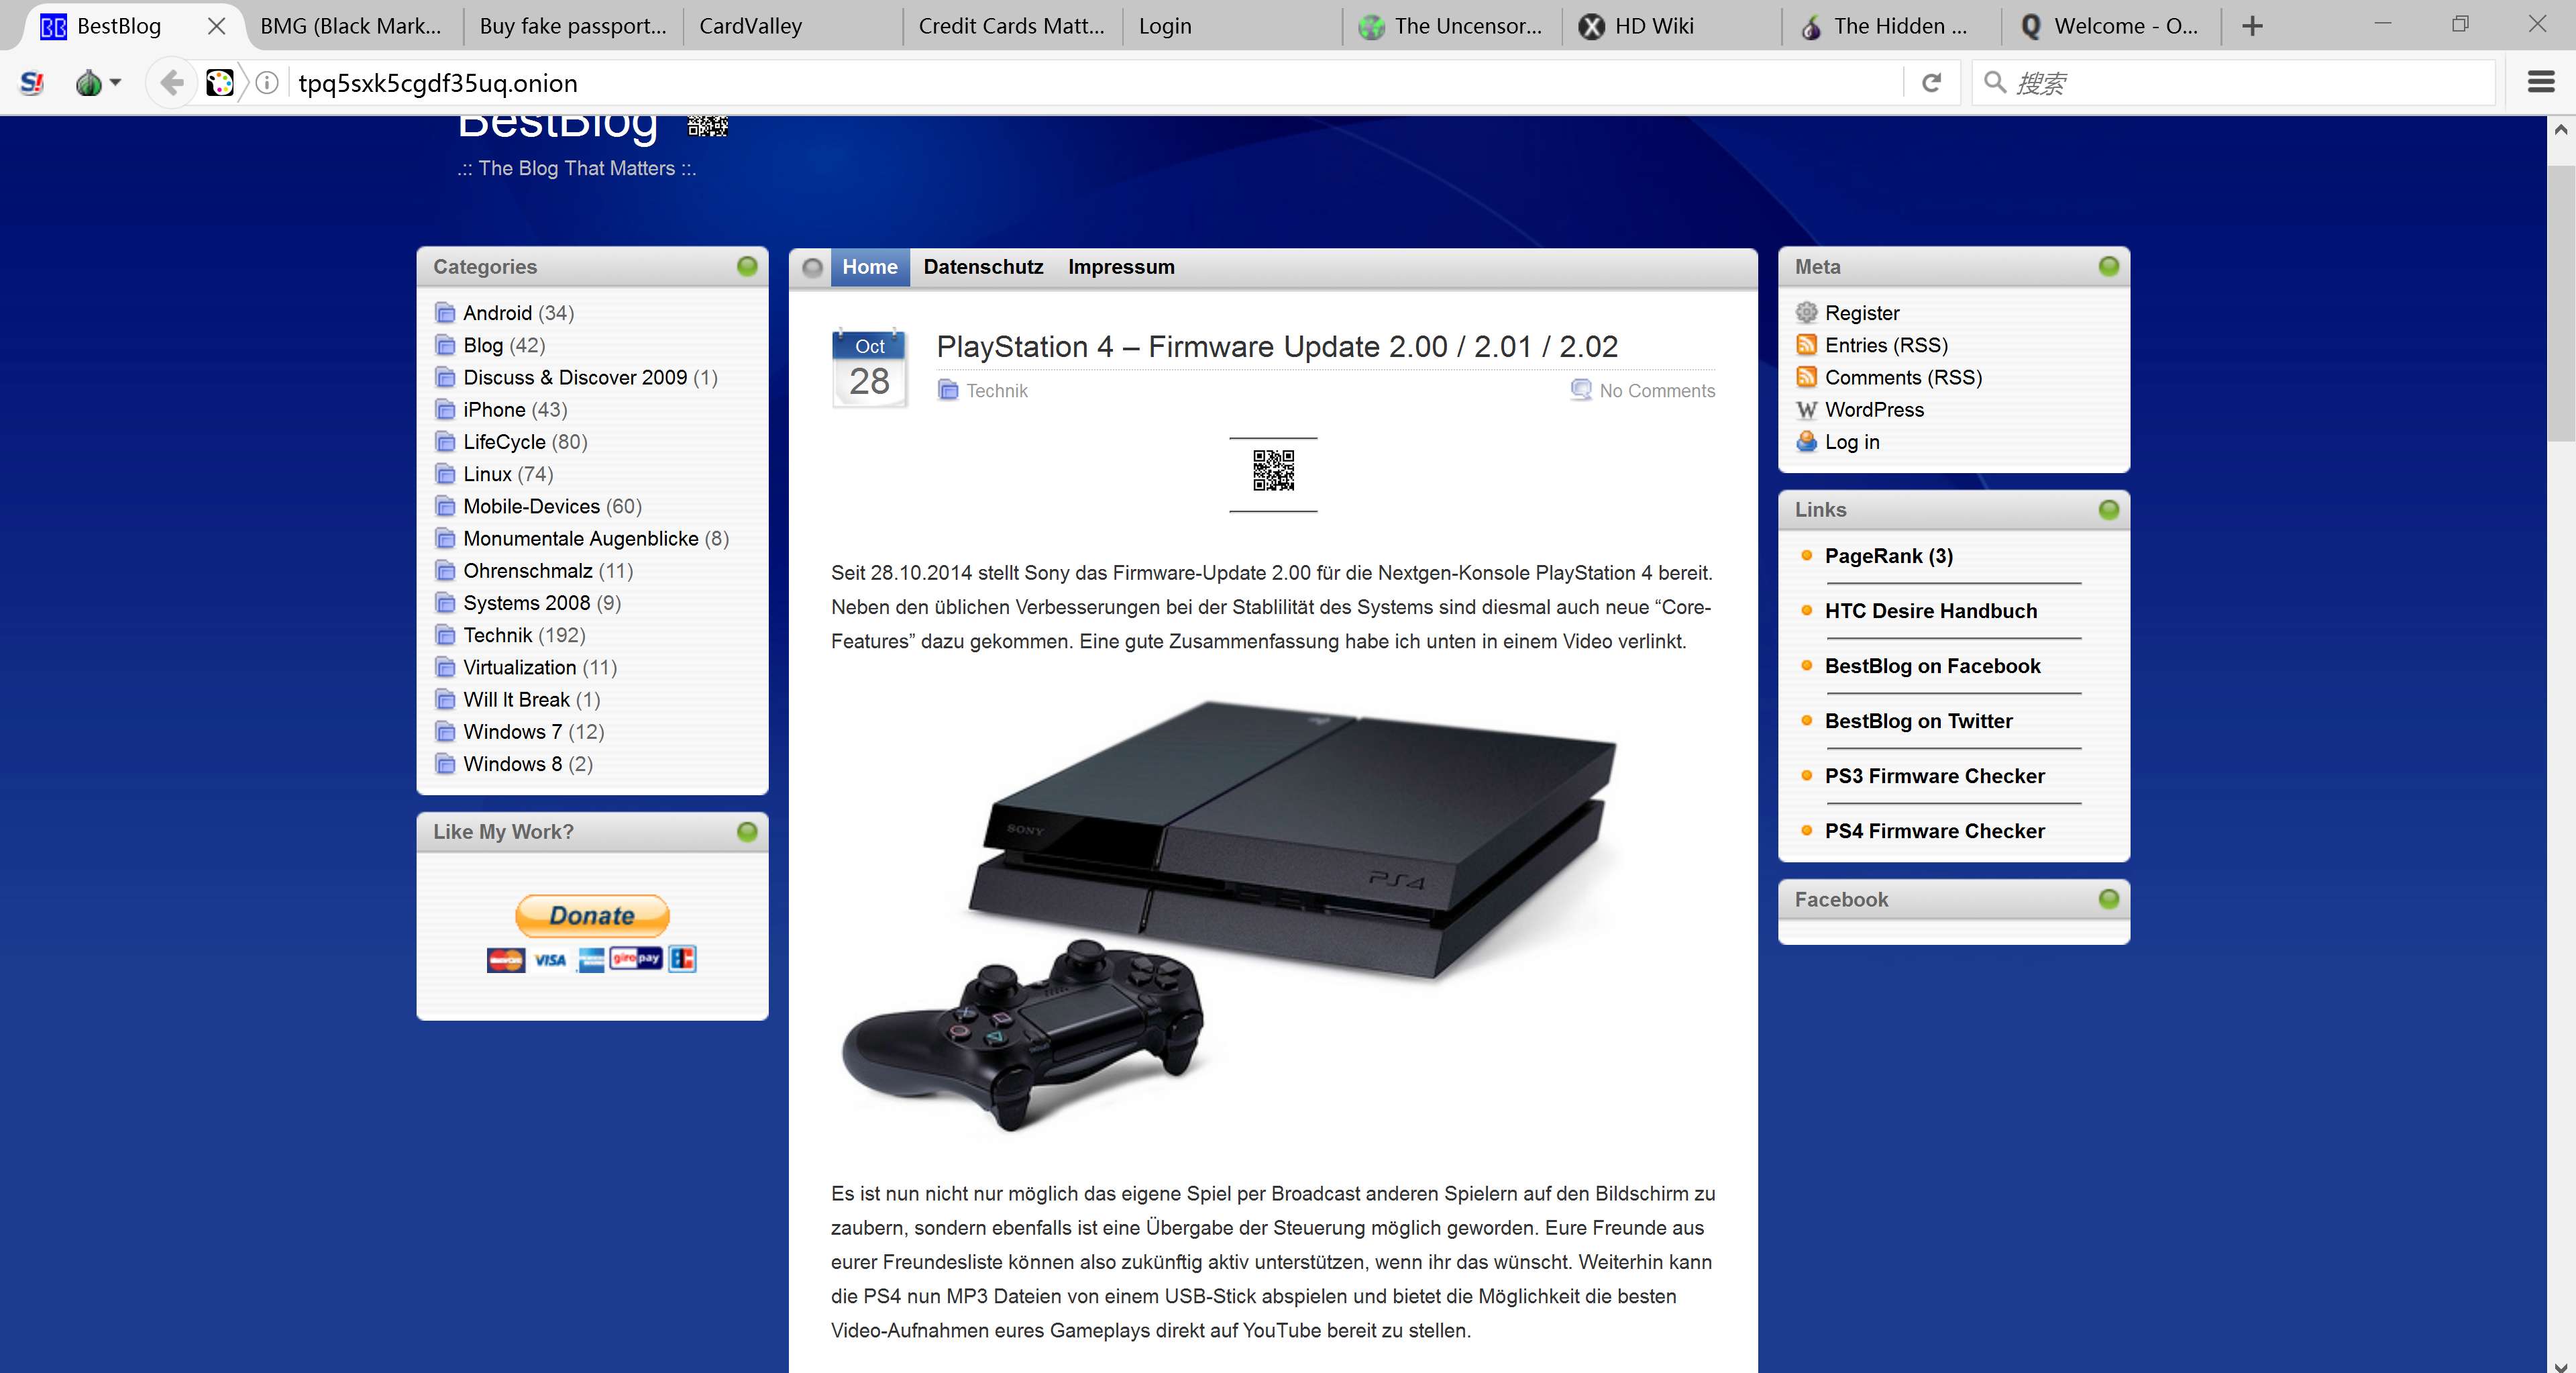 BestBlog
BMG (Black Mark...
Buy fake passport...
CardValley
Credit Cards Matt...
Login
The Uncensor...
HD Wiki
The Hidden ...
Welcome - O...
tpq5sxk5cgdf35uq.onion
搜索
BestBlog
.:: The Blog That Matters ::.
Categories
Android (34)
Blog (42)
Discuss & Discover 2009 (1)
iPhone (43)
LifeCycle (80)
Linux (74)
Mobile-Devices (60)
Monumentale Augenblicke (8)
Ohrenschmalz (11)
Systems 2008 (9)
Technik (192)
Virtualization (11)
Will It Break (1)
Windows 7 (12)
Windows 8 (2)
Like My Work?
Donate
VISA
giropay
Home Datenschutz Impressum
Oct
28
PlayStation 4 – Firmware Update 2.00 / 2.01 / 2.02
Technik
No Comments
Seit 28.10.2014 stellt Sony das Firmware-Update 2.00 für die Nextgen-Konsole PlayStation 4 bereit.
Neben den üblichen Verbesserungen bei der Stablilität des Systems sind diesmal auch neue “Core-
Features” dazu gekommen. Eine gute Zusammenfassung habe ich unten in einem Video verlinkt.
SONY
PS4
Es ist nun nicht nur möglich das eigene Spiel per Broadcast anderen Spielern auf den Bildschirm zu
zaubern, sondern ebenfalls ist eine Übergabe der Steuerung möglich geworden. Eure Freunde aus
eurer Freundesliste können also zukünftig aktiv unterstützen, wenn ihr das wünscht. Weiterhin kann
die PS4 nun MP3 Dateien von einem USB-Stick abspielen und bietet die Möglichkeit die besten
Video-Aufnahmen eures Gameplays direkt auf YouTube bereit zu stellen.
Meta
Register
Entries (RSS)
Comments (RSS)
WordPress
Log in
Links
PageRank (3)
HTC Desire Handbuch
BestBlog on Facebook
BestBlog on Twitter
PS3 Firmware Checker
PS4 Firmware Checker
Facebook